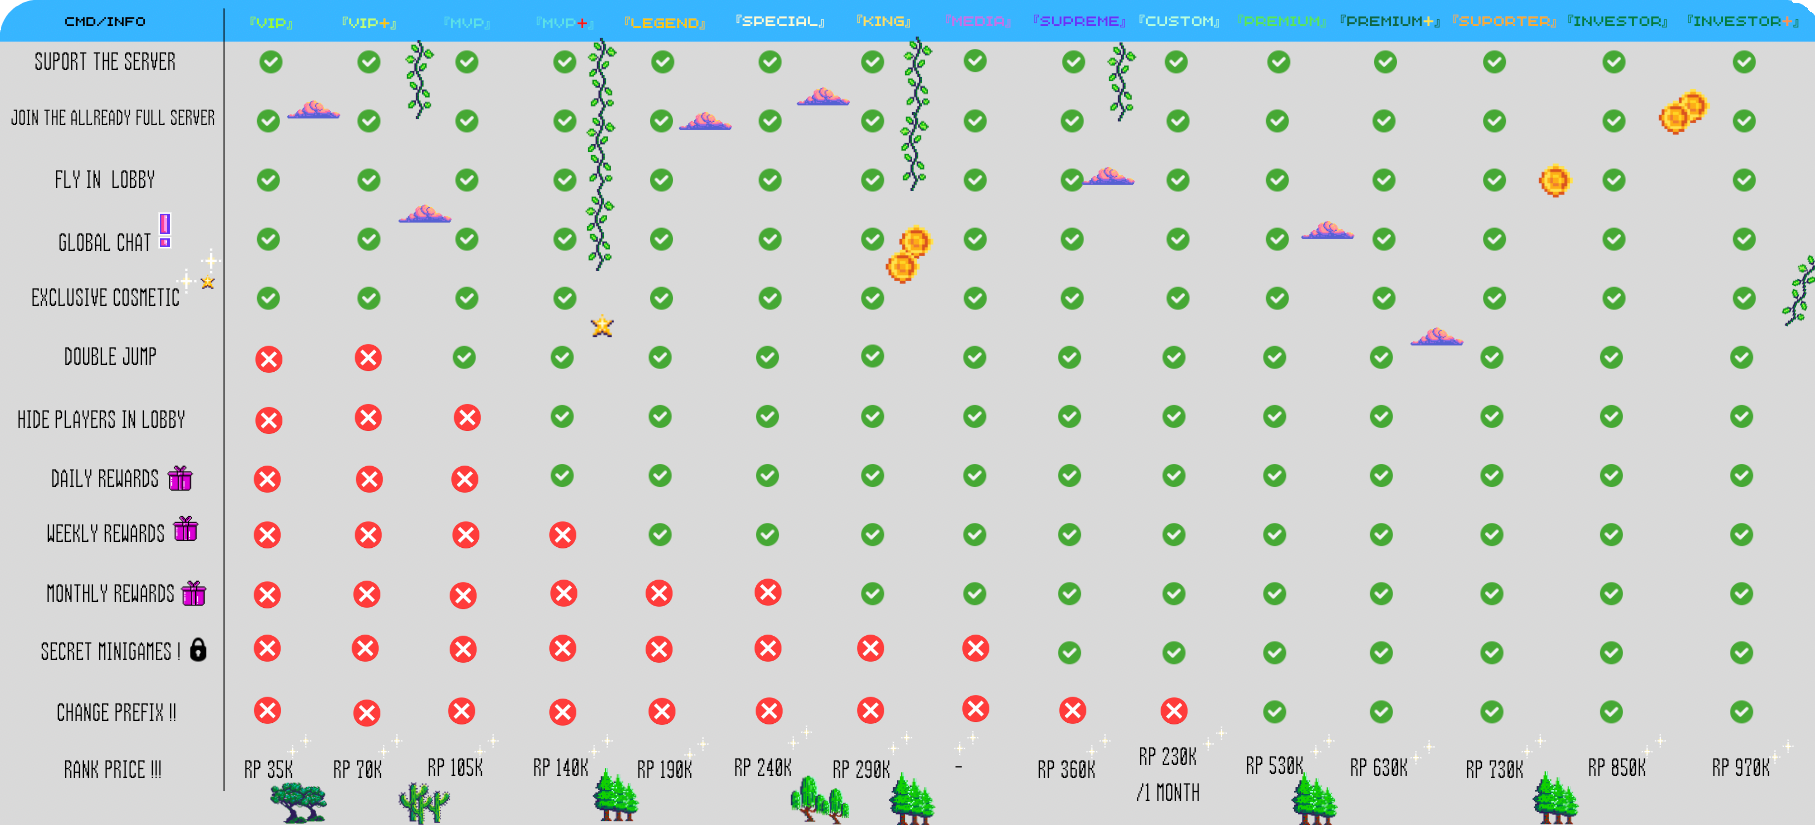 CMD/INFO 『VIP』 『VIP+』 『MVP』 『MVP+』 『LEGEND』 『SPECIAL』 『KING』 『MEDIA』 『SUPREME』 『CUSTOM』 『PREMIUM』 『PREMIUM+』 『SUPORTER』 『INVESTOR』 『INVESTOR+』
SUPORT THE SERVER
JOIN THE ALLREADY FULL SERVER
FLY IN LOBBY
GLOBAL CHAT
EXCLUSIVE COSMETIC
DOUBLE JUMP
HIDE PLAYERS IN LOBBY
DAILY REWARDS
WEEKLY REWARDS
MONTHLY REWARDS
SECRET MINIGAMES !
CHANGE PREFIX !!
RANK PRICE !!! RP 35K RP 70K RP 105K RP 140K RP 190K RP 240K RP 290K - RP 360K RP 230K RP 530K RP 630K RP 730K RP 850K RP 970K
/1 MONTH